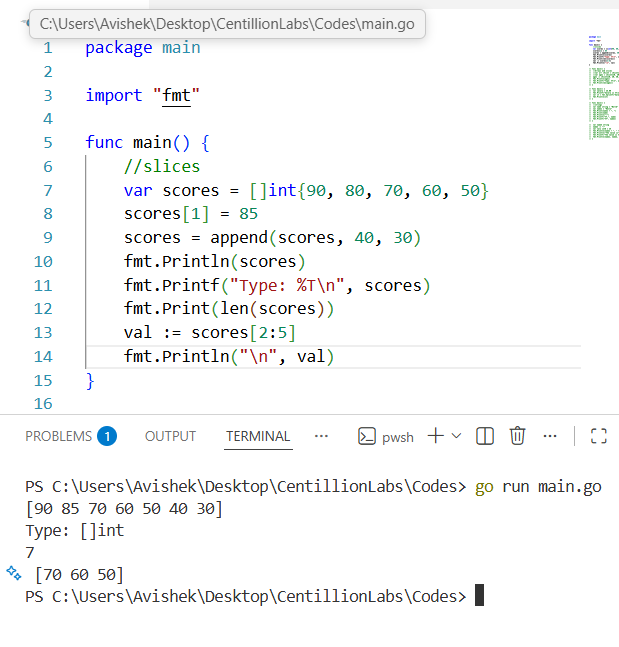 C:\Users\Avishek\Desktop\CentillionLabs\Codes\main.go
1 package main
2
3 import "fmt"
4
5 func main() {
6 //slices
7 var scores = []int{90, 80, 70, 60, 50}
8 scores[1] = 85
9 scores = append(scores, 40, 30)
10 fmt.Println(scores)
11 fmt.Printf("Type: %T\n", scores)
12 fmt.Print(len(scores))
13 val := scores[2:5]
14 fmt.Println("\n", val)
15 }
16
PROBLEMS 1 OUTPUT TERMINAL ··· pwsh
PS C:\Users\Avishek\Desktop\CentillionLabs\Codes> go run main.go
[90 85 70 60 50 40 30]
Type: []int
7
[70 60 50]
PS C:\Users\Avishek\Desktop\CentillionLabs\Codes>